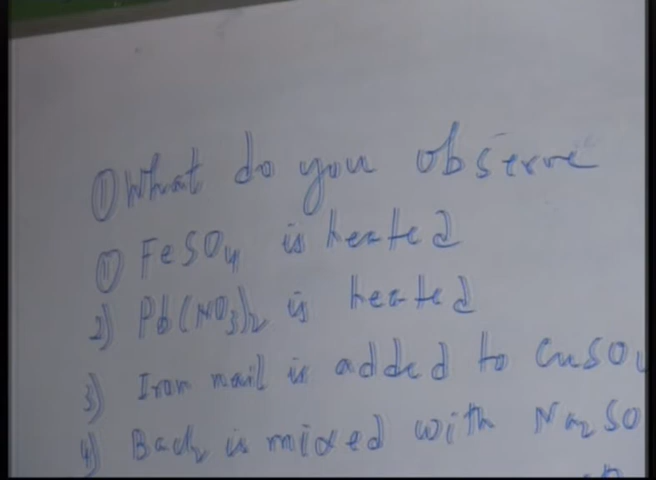 ① What do you observe
① FeSO₄ is heated
2) Pb(NO₃)₂ is heated
3) Iron nail is added to CuSO₄
4) BaCl₂ is mixed with Na₂SO